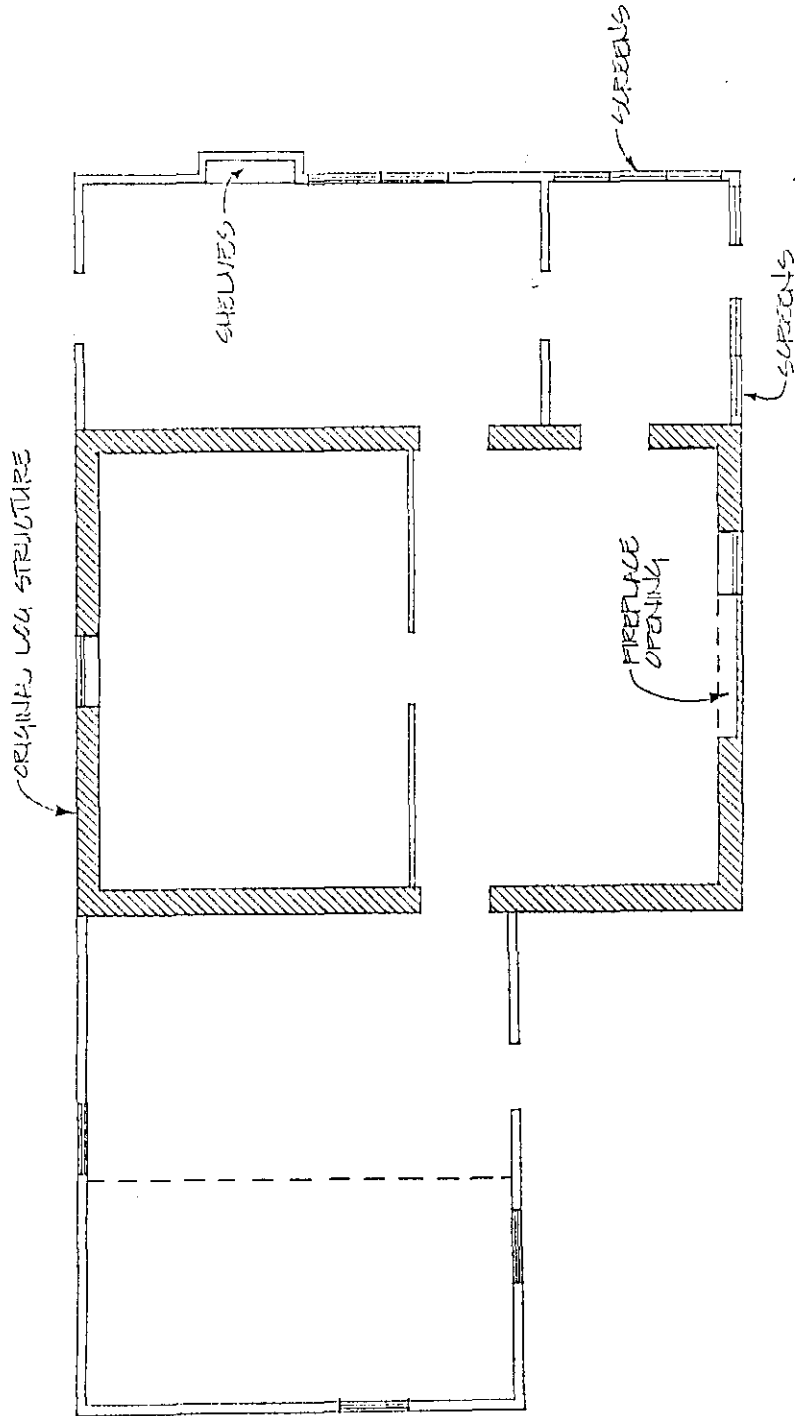 ORIGINAL LOG STRUCTURE
SHELVES
SCREENS
SCREENS
FIREPLACE
OPENING